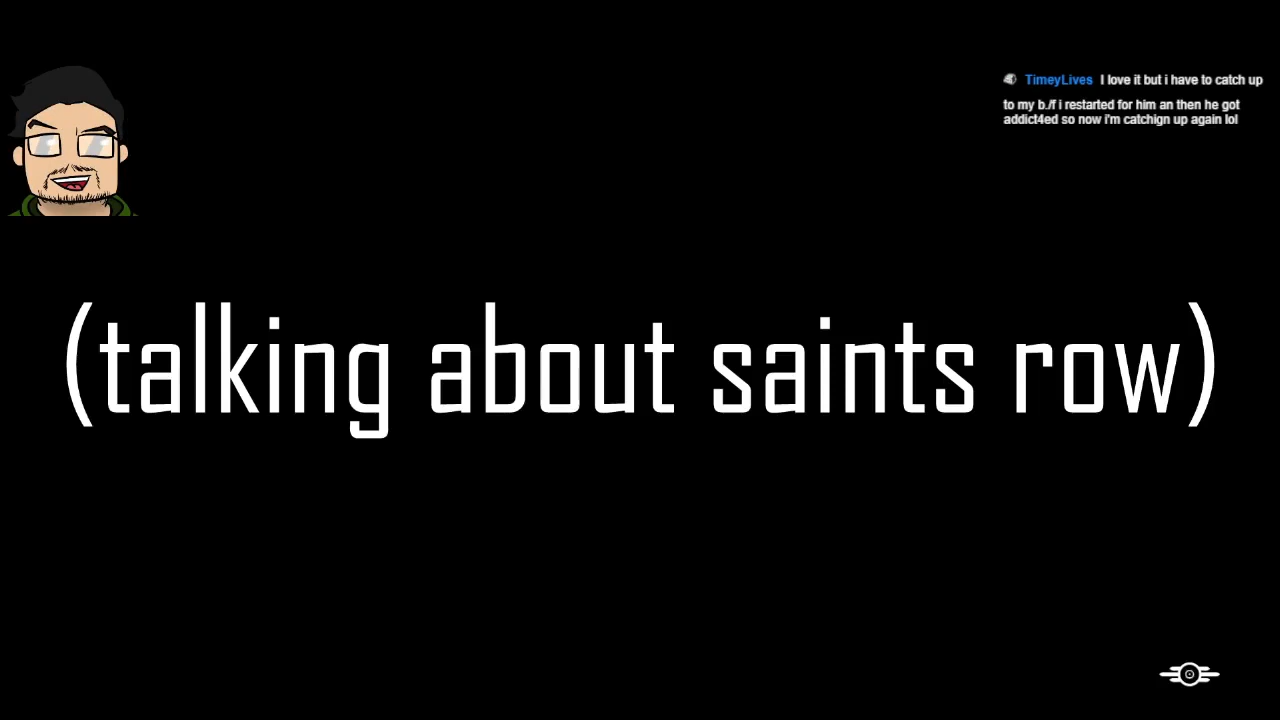 TimeyLives I love it but i have to catch up
to my b./f i restarted for him an then he got
addict4ed so now i'm catchign up again lol
(talking about saints row)